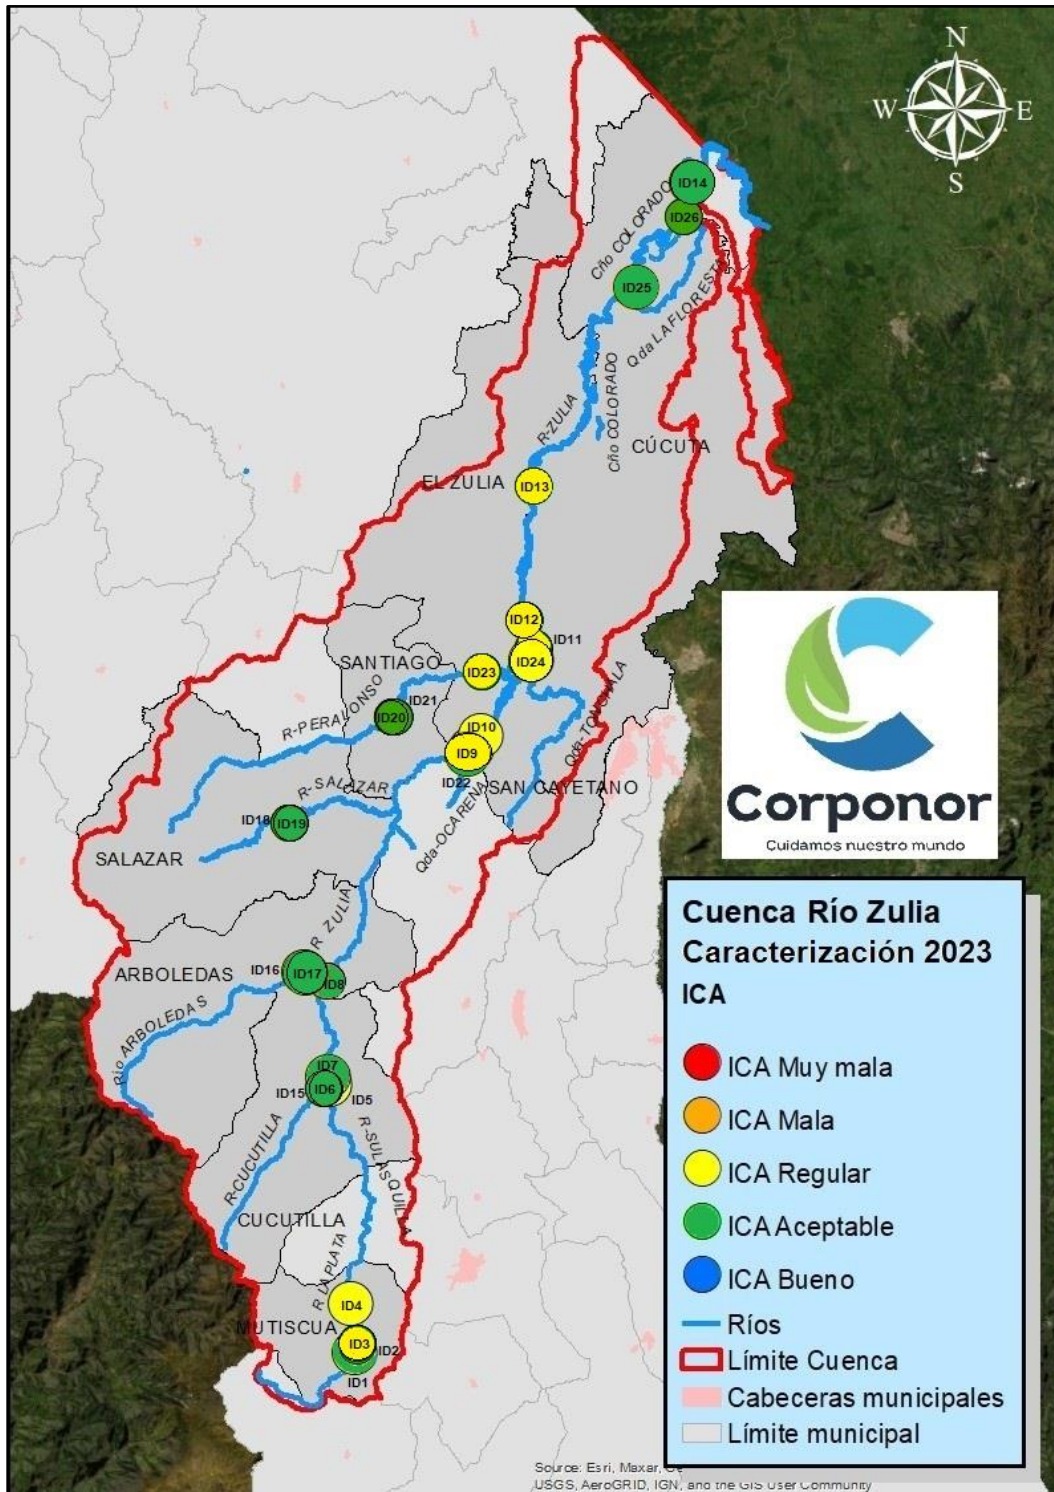 N
W E
S
ID14
ID26
Cño COLORADO
ID25
Qda LA FLORESTA
R-ZULIA
Cño COLORADO
CÚCUTA
EL ZULIA
ID13
ID12
ID11
ID24
SANTIAGO
ID23
ID21
ID20
R-PERALONSO
Qda-TONCHALA
ID10
ID9
ID22
SAN CAYETANO
R-SALAZAR
Qda-OCARENA
ID18
ID19
SALAZAR
R ZULIA
ARBOLEDAS
ID16
ID17
ID8
Río ARBOLEDAS
ID7
ID15
ID6
ID5
R-CUCUTILLA
R-SULASQUILLA
CUCUTILLA
R LA PLATA
ID4
MUTISCUA
ID3
ID2
ID1
Corponor
Cuidamos nuestro mundo
Cuenca Río Zulia
Caracterización 2023
ICA
ICA Muy mala
ICA Mala
ICA Regular
ICA Aceptable
ICA Bueno
Ríos
Límite Cuenca
Cabeceras municipales
Límite municipal
Source: Esri, Maxar,
USGS, AeroGRID, IGN, and the GIS User Community